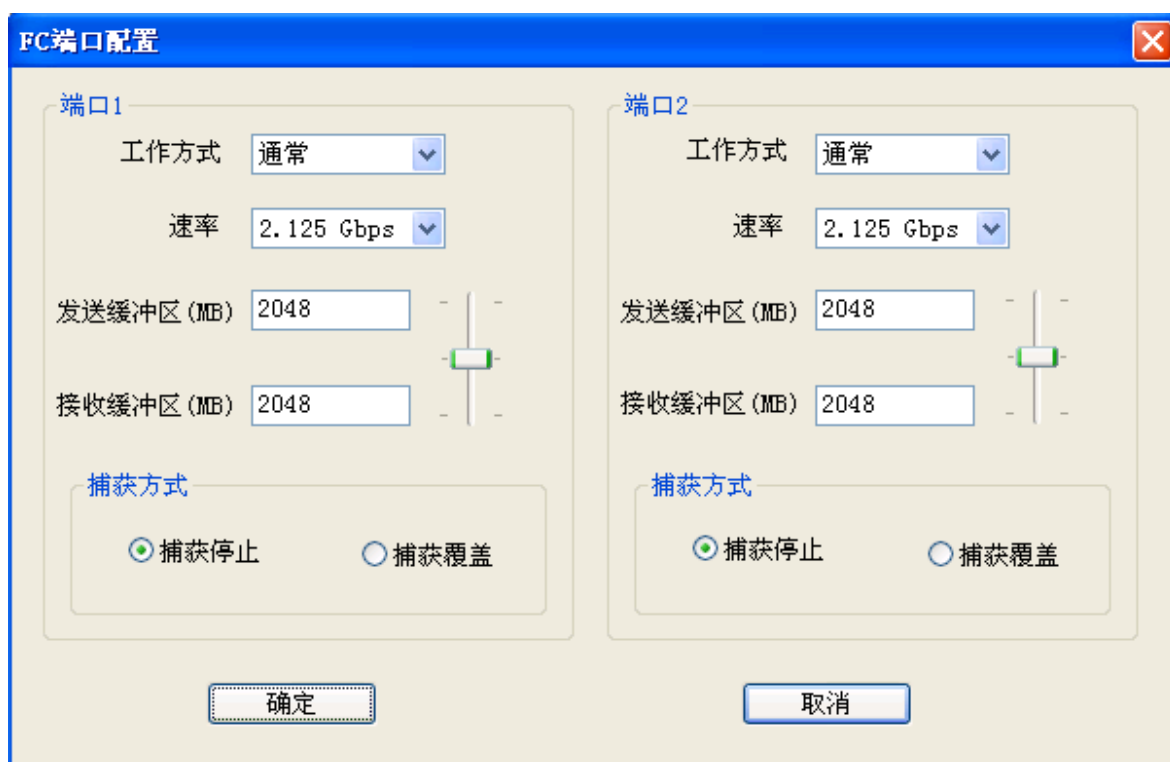 FC端口配置
端口1
工作方式 通常
速率 2.125 Gbps
发送缓冲区(MB) 2048
接收缓冲区(MB) 2048
捕获方式
捕获停止 捕获覆盖
端口2
工作方式 通常
速率 2.125 Gbps
发送缓冲区(MB) 2048
接收缓冲区(MB) 2048
捕获方式
捕获停止 捕获覆盖
确定 取消